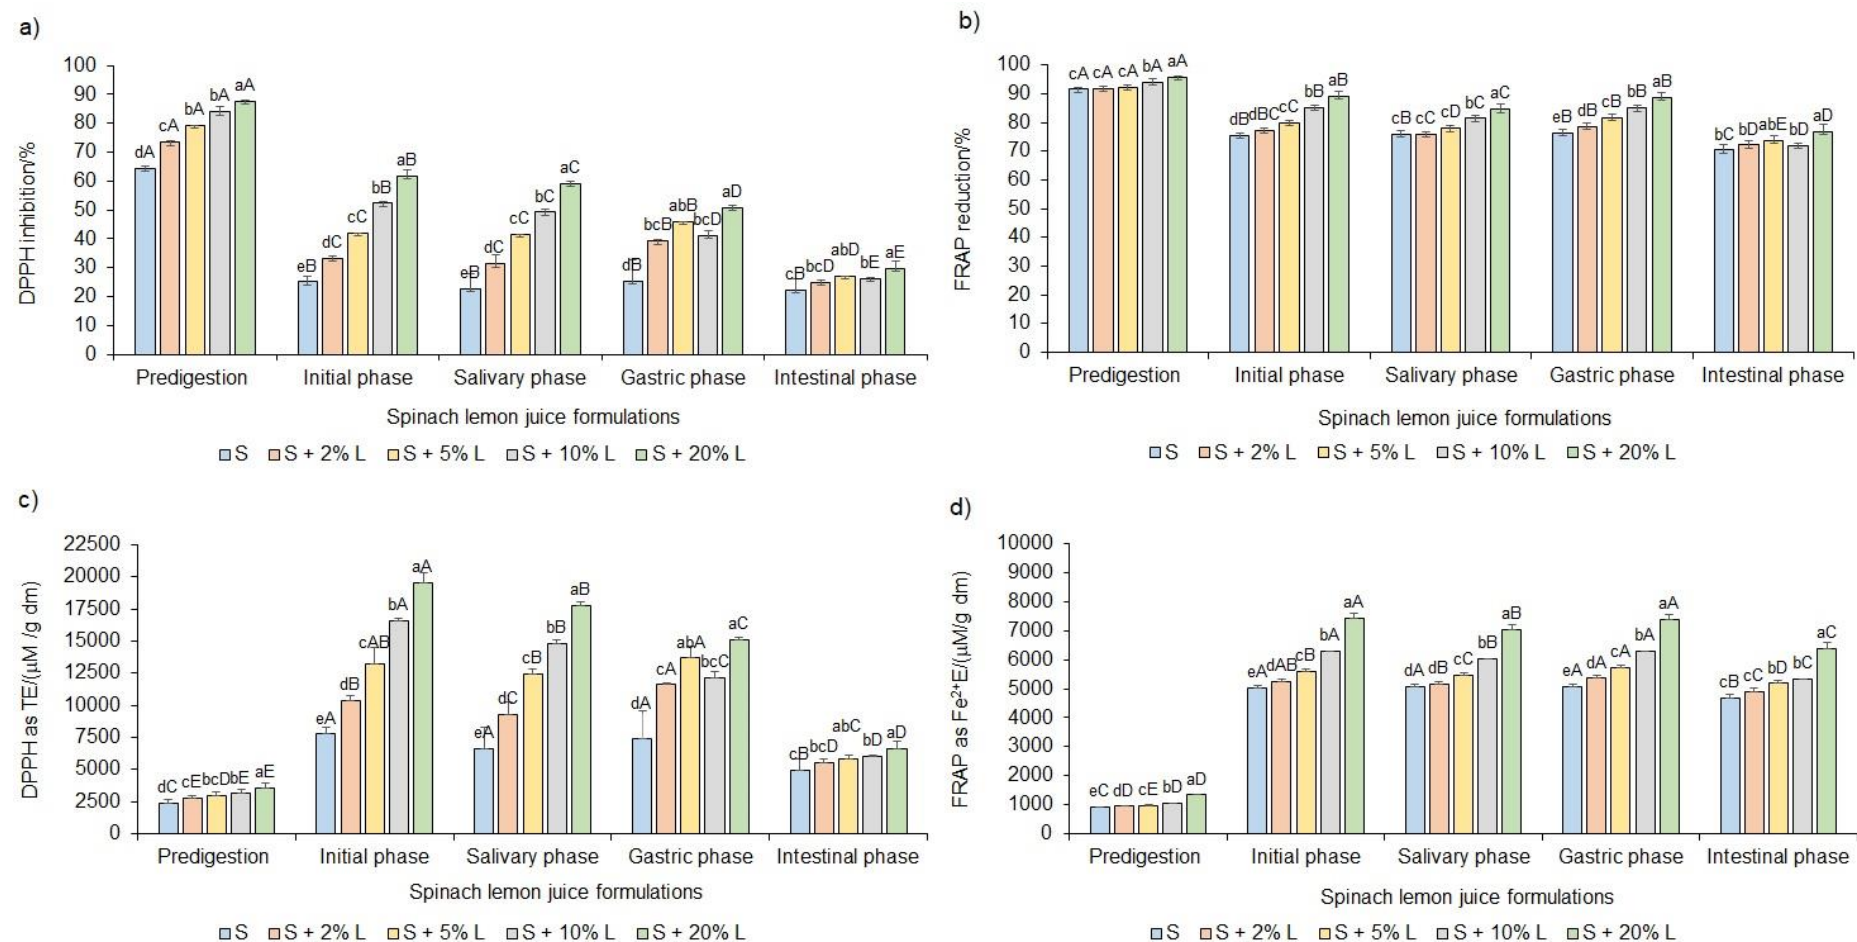 a)
100
90
80
70
60
50
40
30
20
10
0
DPPH inhibition/%
dA cA bA bA aA
eB dC cC bB aB
eB dC cC bC aC
dB bcB abB bcD aD
cB bcD abD bE aE
Predigestion Initial phase Salivary phase Gastric phase Intestinal phase
Spinach lemon juice formulations
S S + 2% L S + 5% L S + 10% L S + 20% L
b)
100
90
80
70
60
50
40
30
20
10
0
FRAP reduction/%
cA cA cA bA aA
dB dBC cC bB aB
cB cC cD bC aC
eB dB cB bB aB
bC bD abE bD aD
Predigestion Initial phase Salivary phase Gastric phase Intestinal phase
Spinach lemon juice formulations
S S + 2% L S + 5% L S + 10% L S + 20% L
c)
22500
20000
17500
15000
12500
10000
7500
5000
2500
0
DPPH as TE/(µM /g dm)
dC cE bcD bE aE
eA dB cAB bA aA
eA dC cB bB aB
dA cA abA bcC aC
cB bcD abC bD aD
Predigestion Initial phase Salivary phase Gastric phase Intestinal phase
Spinach lemon juice formulations
S S + 2% L S + 5% L S + 10% L S + 20% L
d)
10000
9000
8000
7000
6000
5000
4000
3000
2000
1000
0
FRAP as Fe²⁺E/(µM/g dm)
eC dD cE bD aD
eA dAB cB bA aA
dA dB cC bB aB
eA dA cA bA aA
cB cC bD bC aC
Predigestion Initial phase Salivary phase Gastric phase Intestinal phase
Spinach lemon juice formulations
S S + 2% L S + 5% L S + 10% L S + 20% L